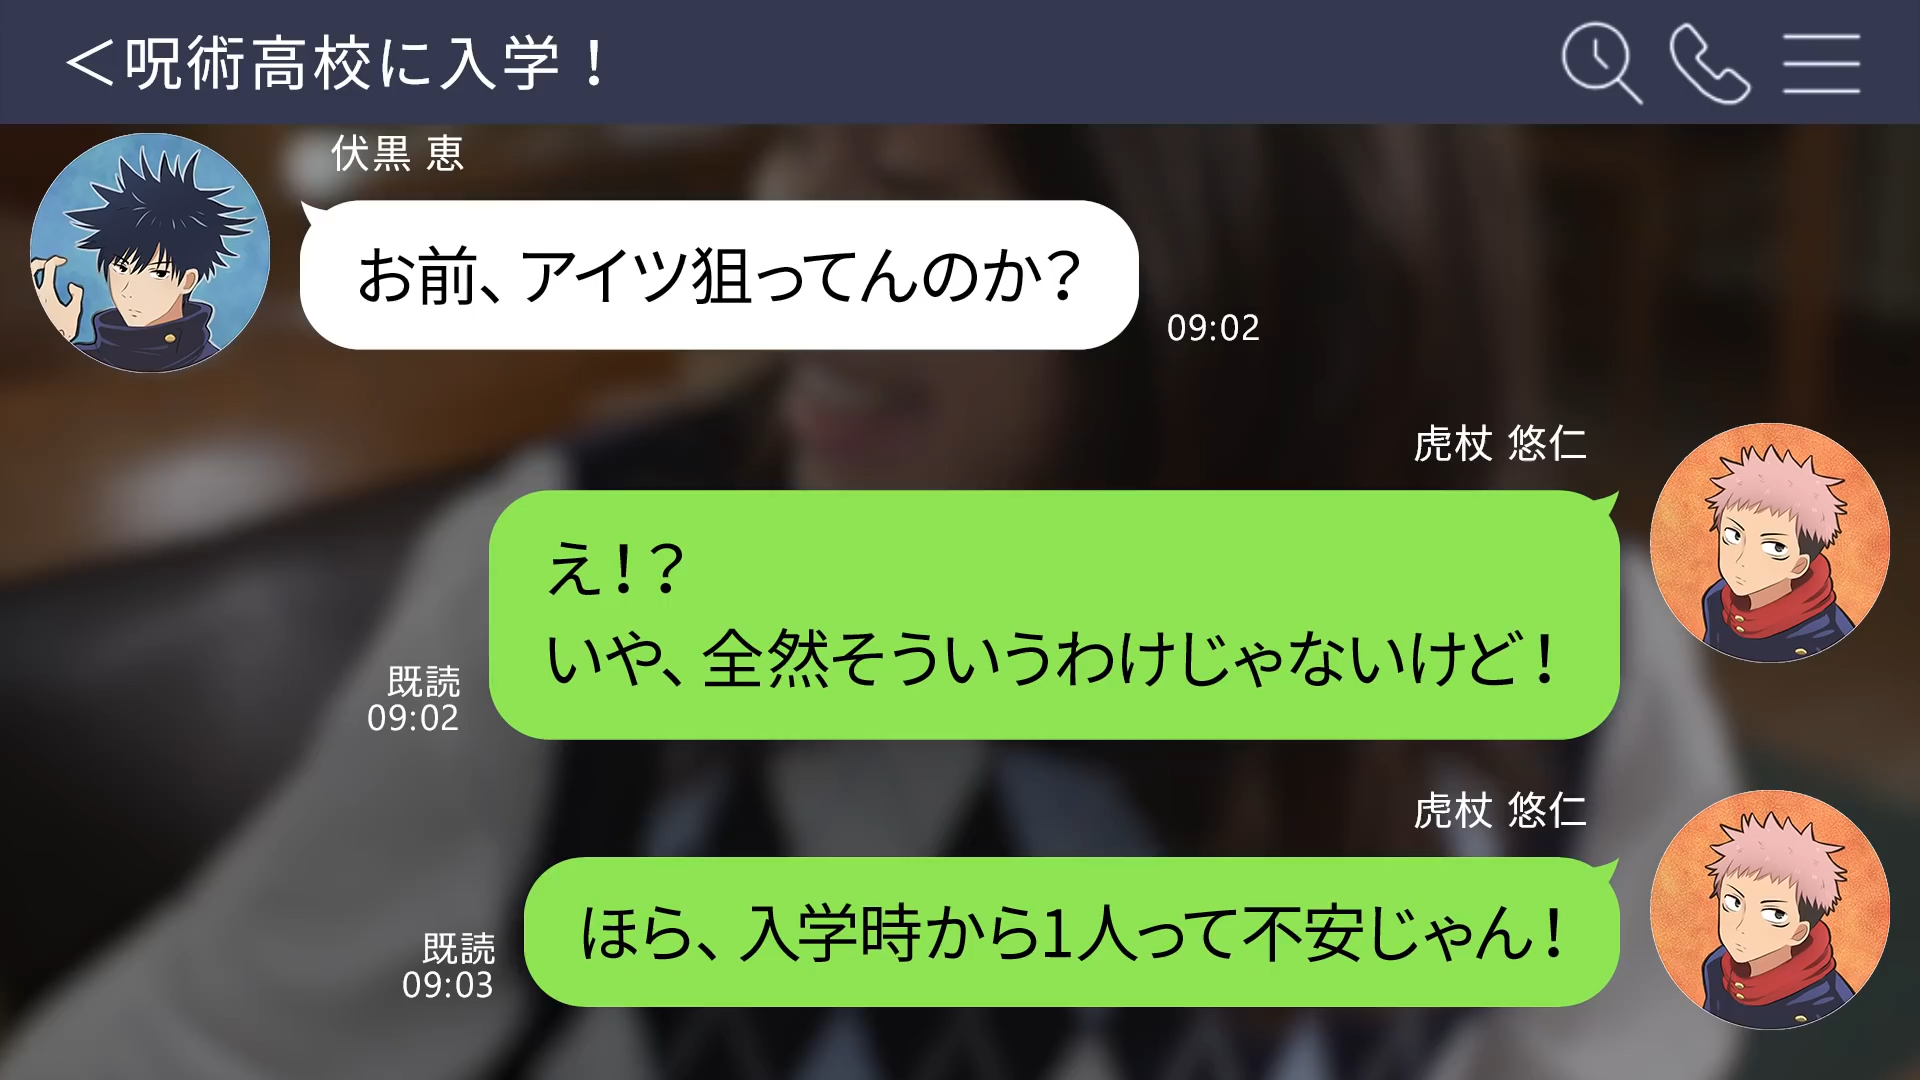 ＜呪術高校に入学！
伏黒 恵
お前、アイツ狙ってんのか？
09:02
虎杖 悠仁
え！？
いや、全然そういうわけじゃないけど！
既読
09:02
虎杖 悠仁
ほら、入学時から1人って不安じゃん！
既読
09:03